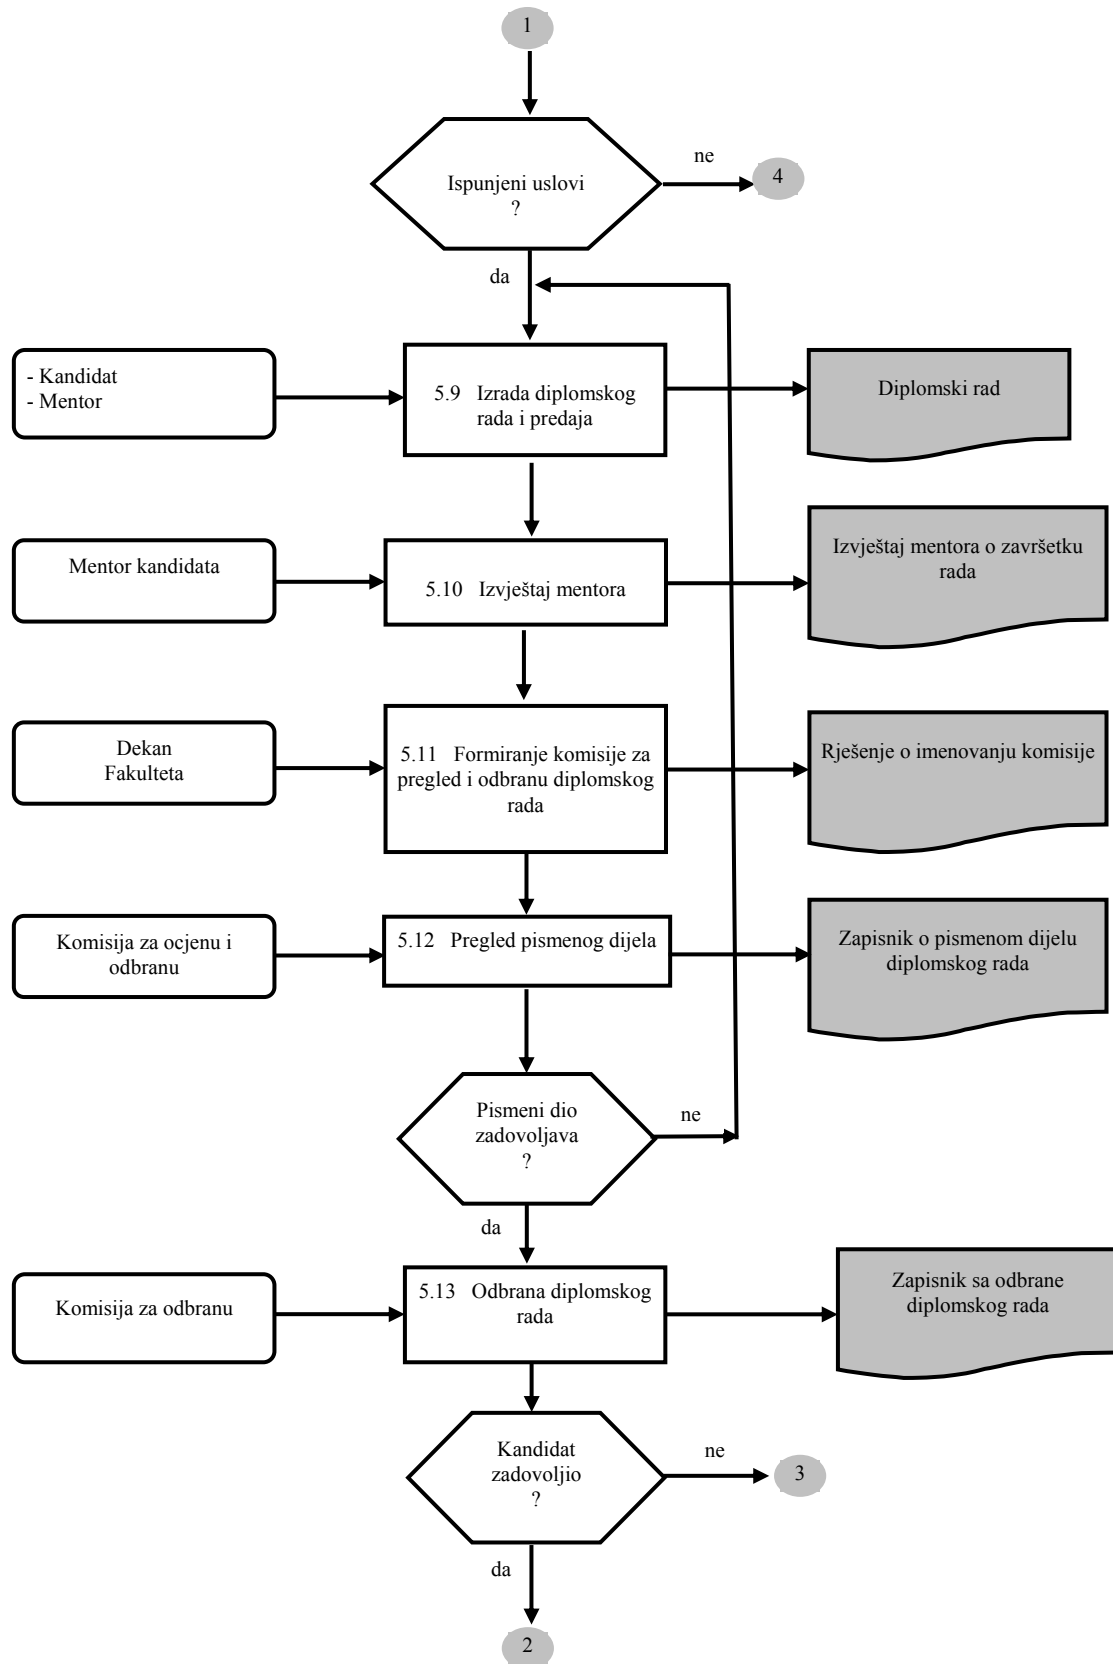 1
Ispunjeni uslovi
?
ne
4
da
- Kandidat
- Mentor
5.9 Izrada diplomskog
rada i predaja
Diplomski rad
Mentor kandidata
5.10 Izvještaj mentora
Izvještaj mentora o završetku
rada
Dekan
Fakulteta
5.11 Formiranje komisije za
pregled i odbranu diplomskog
rada
Rješenje o imenovanju komisije
Komisija za ocjenu i
odbranu
5.12 Pregled pismenog dijela
Zapisnik o pismenom dijelu
diplomskog rada
Pismeni dio
zadovoljava
?
ne
da
Komisija za odbranu
5.13 Odbrana diplomskog
rada
Zapisnik sa odbrane
diplomskog rada
Kandidat
zadovoljio
?
ne
3
da
2